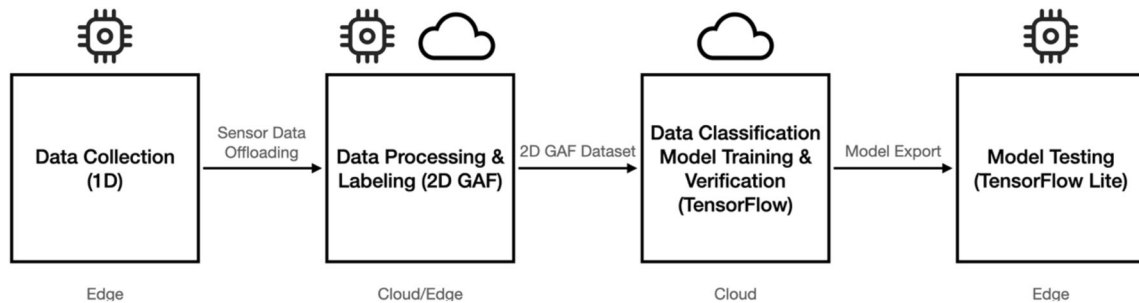 Data Collection
(1D)
Sensor Data
Offloading
Data Processing &
Labeling (2D GAF)
2D GAF Dataset
Data Classification
Model Training &
Verification
(TensorFlow)
Model Export
Model Testing
(TensorFlow Lite)
Edge
Cloud/Edge
Cloud
Edge